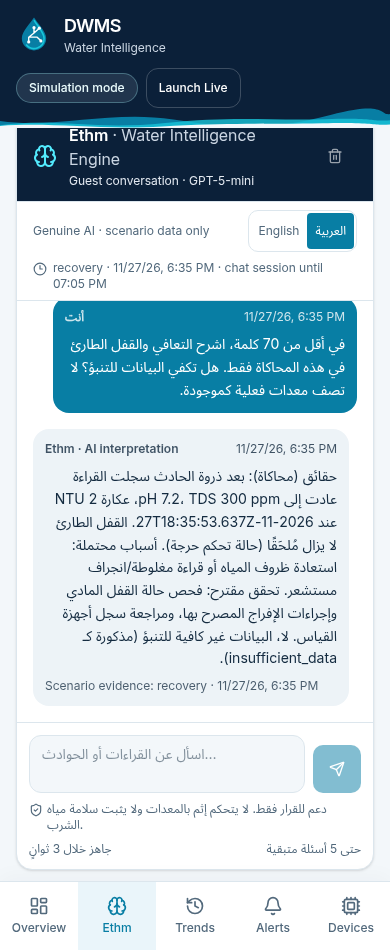 DWMS
Water Intelligence
Simulation mode
Launch Live
Ethm · Water Intelligence
Engine
Guest conversation · GPT-5-mini
Genuine AI · scenario data only
English
العربية
recovery · 11/27/26, 6:35 PM · chat session until
07:05 PM
أنت
11/27/26, 6:35 PM
في أقل من 70 كلمة، اشرح التعافي والقفل الطارئ
في هذه المحاكاة فقط. هل تكفي البيانات للتنبؤ؟ لا
تصف معدات فعلية كموجودة.
Ethm · AI interpretation
11/27/26, 6:35 PM
حقائق (محاكاة): بعد ذروة الحادث سجلت القراءة
عادت إلى pH 7.2، TDS 300 ppm، عكارة 2 NTU
عند 2026-11-27T18:35:53.637Z. القفل الطارئ
لا يزال مُلحَقًا (حالة تحكم حرجة). أسباب محتملة:
استعادة ظروف المياه أو قراءة مغلوطة/انجراف
مستشعر. تحقق مقترح: فحص حالة القفل المادي
وإجراءات الإفراج المصرح بها، ومراجعة سجل أجهزة
القياس. لا، البيانات غير كافية للتنبؤ (مذكورة كـ
insufficient_data).
Scenario evidence: recovery · 11/27/26, 6:35 PM
اسأل عن القراءات أو الحوادث...
دعم للقرار فقط. لا يتحكم إثم بالمعدات ولا يثبت سلامة مياه
الشرب.
حتى 5 أسئلة متبقية
جاهز خلال 3 ثوانٍ
Overview
Ethm
Trends
Alerts
Devices